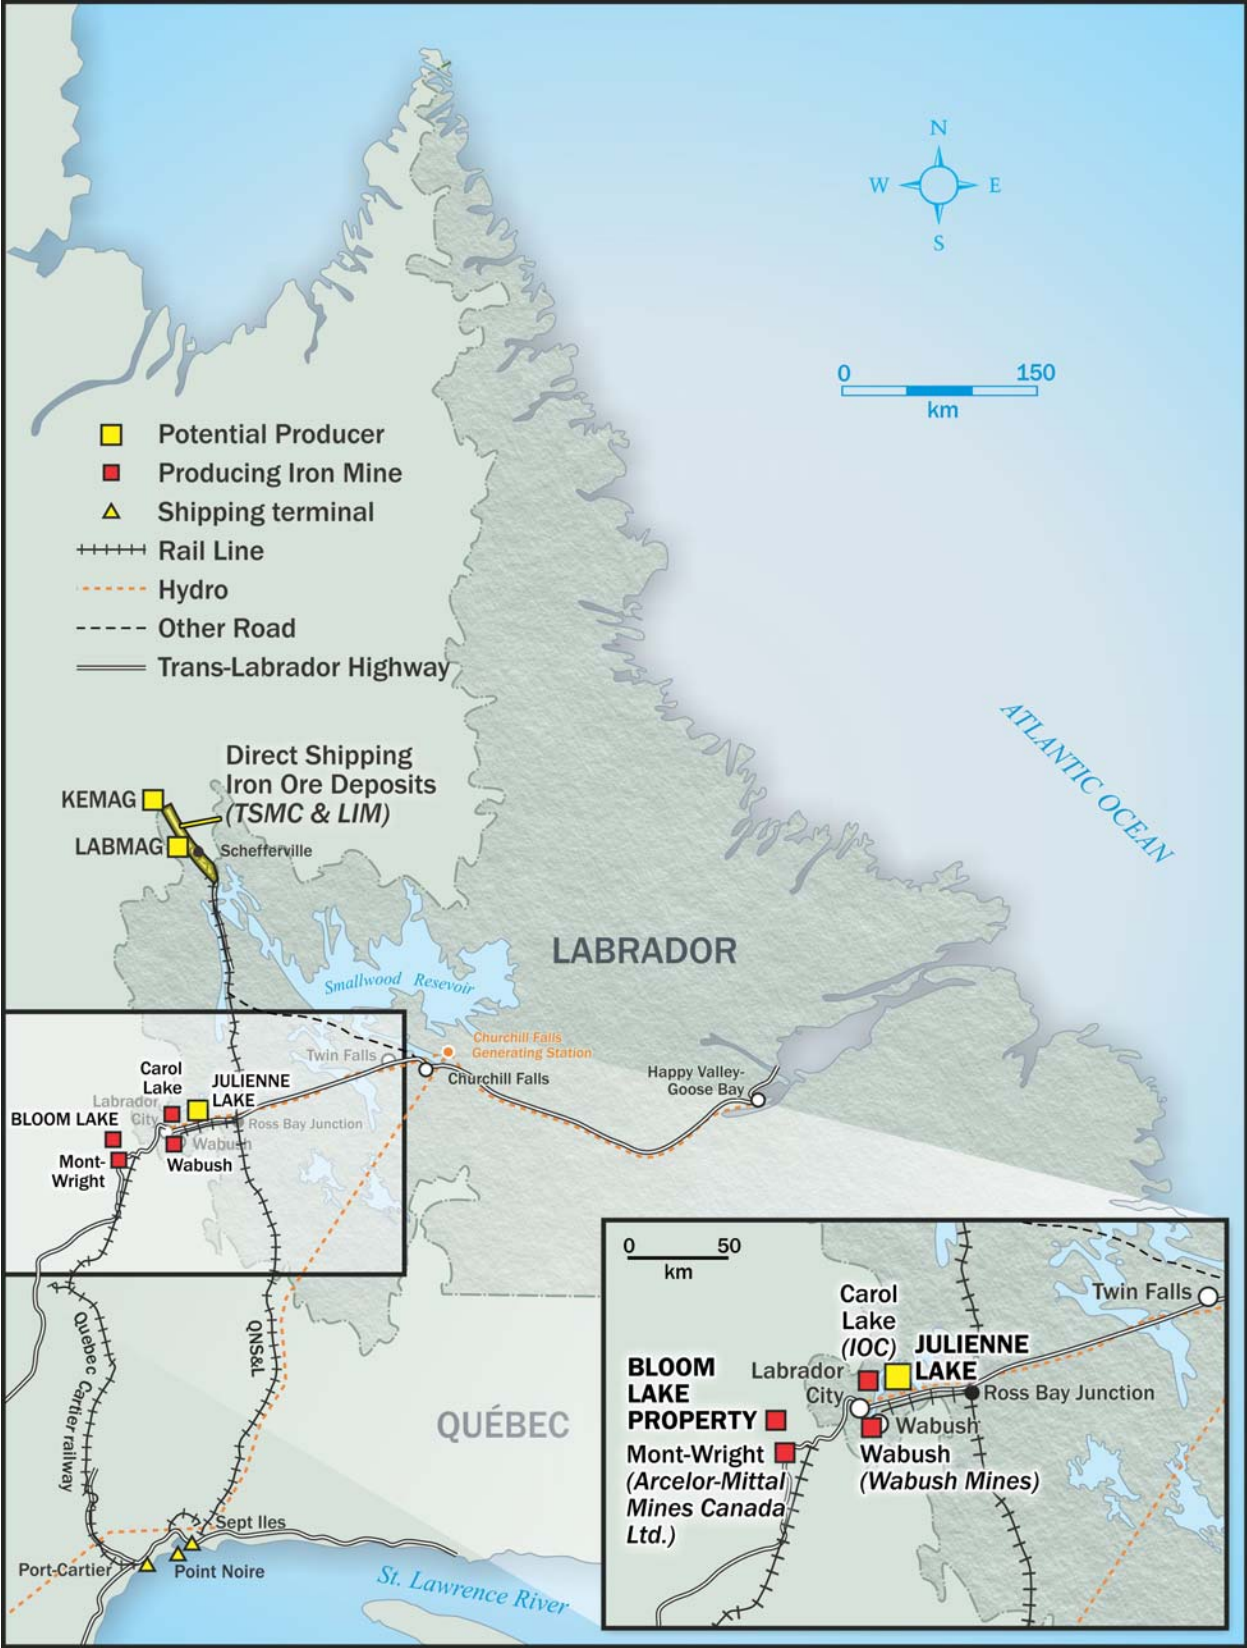 N
W
E
S
0
150
km
Potential Producer
Producing Iron Mine
Shipping terminal
Rail Line
Hydro
Other Road
Trans-Labrador Highway
ATLANTIC OCEAN
Direct Shipping
Iron Ore Deposits
(TSMC & LIM)
KEMAG
LABMAG
Schefferville
LABRADOR
Smallwood Resevoir
Twin Falls
Churchill Falls
Generating Station
Churchill Falls
Happy Valley-
Goose Bay
Carol
Lake
JULIENNE
LAKE
Labrador
City
BLOOM LAKE
Ross Bay Junction
Wabush
Wabush
Mont-
Wright
Quebec Cartier railway
QNS&L
QUÉBEC
Sept Iles
Port-Cartier
Point Noire
St. Lawrence River
0
50
km
Twin Falls
Carol
Lake
(IOC)
JULIENNE
LAKE
BLOOM
LAKE
PROPERTY
Labrador
City
Ross Bay Junction
Wabush
Mont-Wright
(Arcelor-Mittal
Mines Canada
Ltd.)
Wabush
(Wabush Mines)